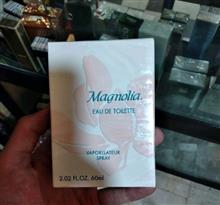 Magnolia.
EAU DE TOILETTE
VAPORISATEUR
SPRAY
2.02 FL.OZ. 60ml